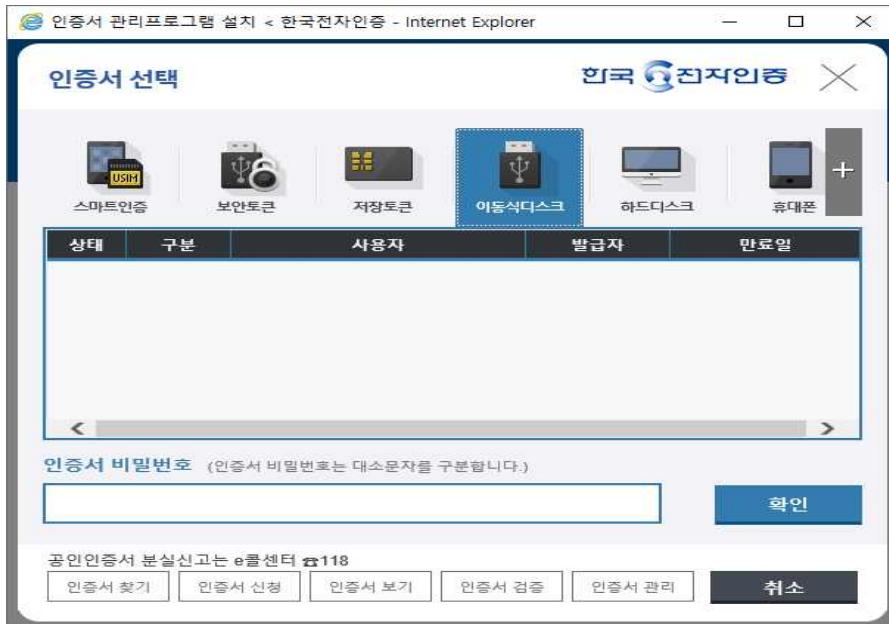 인증서 관리프로그램 설치 < 한국전자인증 - Internet Explorer
인증서 선택 한국전자인증
USIM
스마트인증 보안토큰 저장토큰 이동식디스크 하드디스크 휴대폰
상태 구분 사용자 발급자 만료일
인증서 비밀번호 (인증서 비밀번호는 대소문자를 구분합니다.)
확인
공인인증서 분실신고는 e콜센터 ☎118
인증서 찾기 인증서 신청 인증서 보기 인증서 검증 인증서 관리 취소